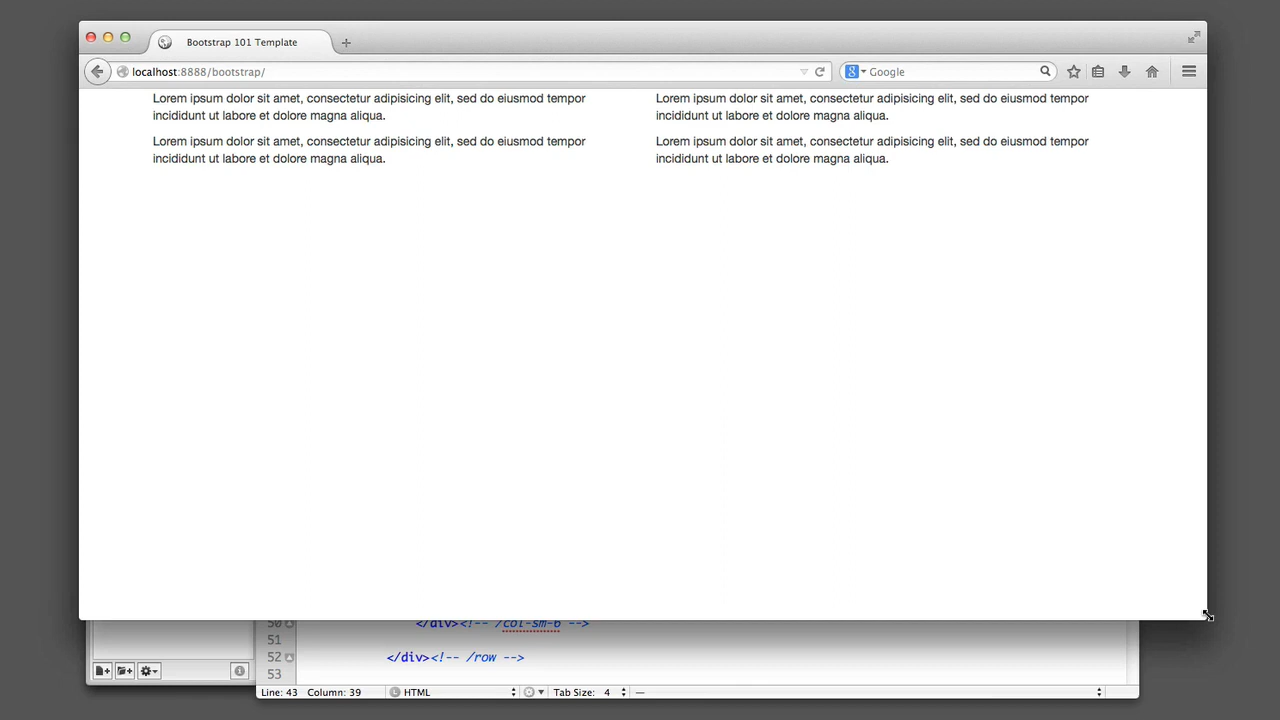 Bootstrap 101 Template
localhost:8888/bootstrap/
Google
Lorem ipsum dolor sit amet, consectetur adipisicing elit, sed do eiusmod tempor
incididunt ut labore et dolore magna aliqua.
Lorem ipsum dolor sit amet, consectetur adipisicing elit, sed do eiusmod tempor
incididunt ut labore et dolore magna aliqua.
Lorem ipsum dolor sit amet, consectetur adipisicing elit, sed do eiusmod tempor
incididunt ut labore et dolore magna aliqua.
Lorem ipsum dolor sit amet, consectetur adipisicing elit, sed do eiusmod tempor
incididunt ut labore et dolore magna aliqua.
50 </div><!-- /col-sm-6 -->
51
52 </div><!-- /row -->
53
Line: 43 Column: 39 L HTML Tab Size: 4 —